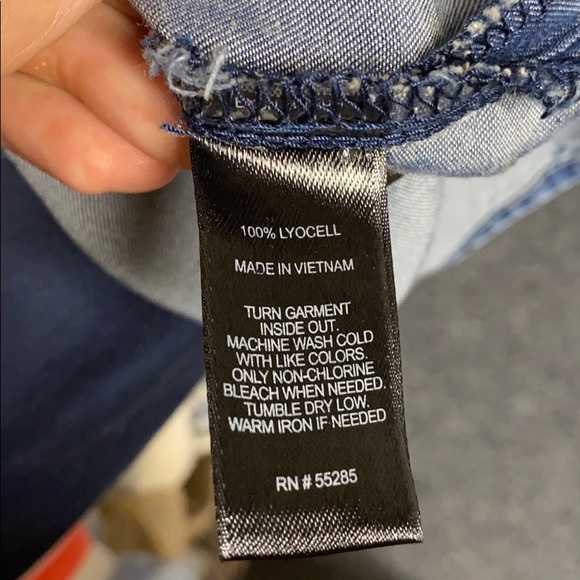 100% LYOCELL
MADE IN VIETNAM
TURN GARMENT
INSIDE OUT.
MACHINE WASH COLD
WITH LIKE COLORS.
ONLY NON-CHLORINE
BLEACH WHEN NEEDED.
TUMBLE DRY LOW.
WARM IRON IF NEEDED
RN # 55285